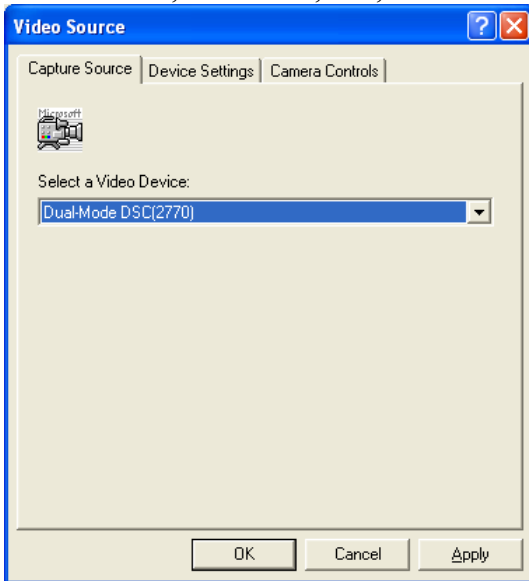 Video Source
Capture Source Device Settings Camera Controls
Microsoft
Select a Video Device:
Dual-Mode DSC(2770)
OK Cancel Apply